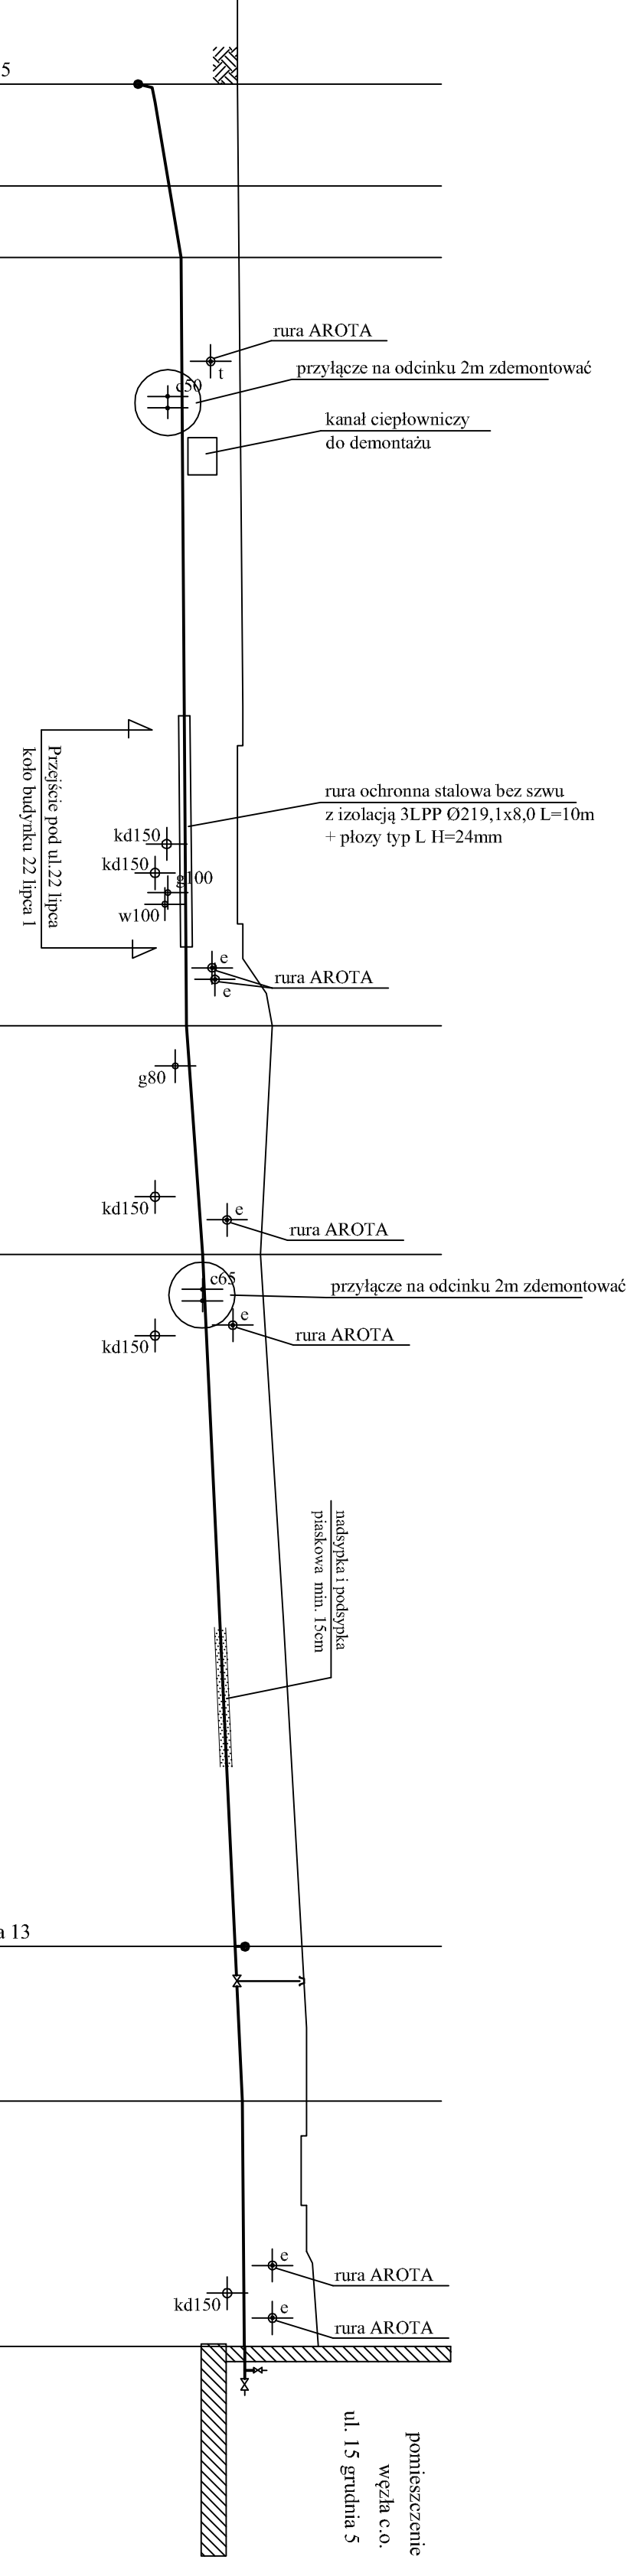 5
rura AROTA
t
przyłącze na odcinku 2m zdemontować
c50
kanał ciepłowniczy
do demontażu
Przejście pod ul.22 lipca
koło budynku 22 lipca 1
rura ochronna stalowa bez szwu
z izolacją 3LPP Ø219,1x8,0 L=10m
+ płozy typ L H=24mm
kd150
kd150
g100
w100
e
rura AROTA
e
g80
kd150
e
rura AROTA
c65
przyłącze na odcinku 2m zdemontować
e
rura AROTA
kd150
nadsypka i podsypka
piaskowa min. 15cm
a 13
e
rura AROTA
kd150
e
rura AROTA
pomieszczenie
węzła c.o.
ul. 15 grudnia 5